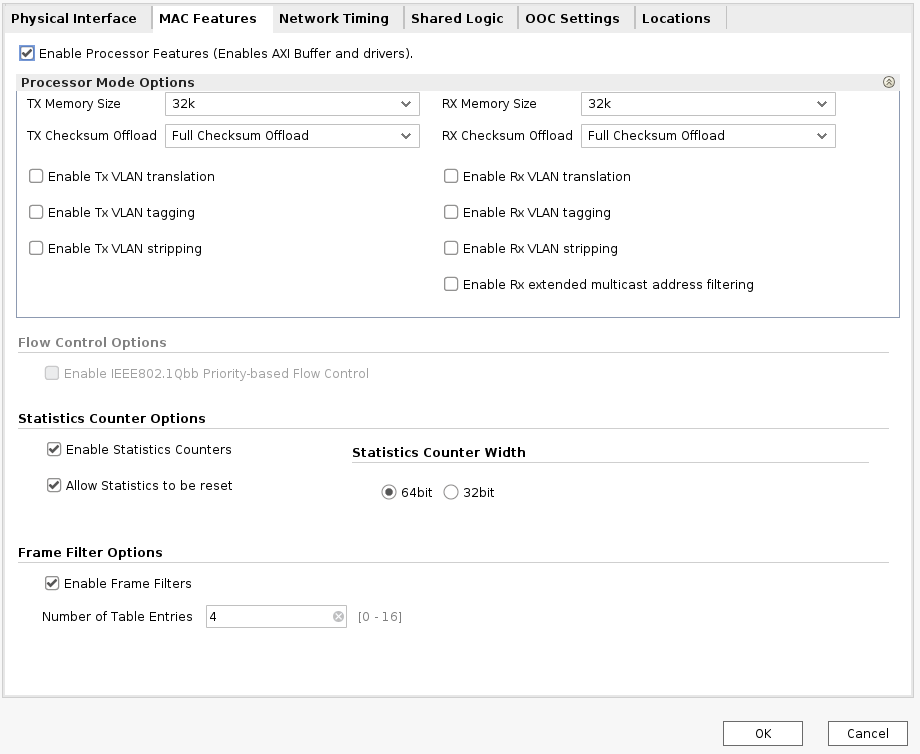 Physical Interface MAC Features Network Timing Shared Logic OOC Settings Locations
Enable Processor Features (Enables AXI Buffer and drivers).
Processor Mode Options
TX Memory Size 32k RX Memory Size 32k
TX Checksum Offload Full Checksum Offload RX Checksum Offload Full Checksum Offload
Enable Tx VLAN translation Enable Rx VLAN translation
Enable Tx VLAN tagging Enable Rx VLAN tagging
Enable Tx VLAN stripping Enable Rx VLAN stripping
Enable Rx extended multicast address filtering
Flow Control Options
Enable IEEE802.1Qbb Priority-based Flow Control
Statistics Counter Options
Enable Statistics Counters Statistics Counter Width
Allow Statistics to be reset 64bit 32bit
Frame Filter Options
Enable Frame Filters
Number of Table Entries 4 [0 - 16]
OK Cancel